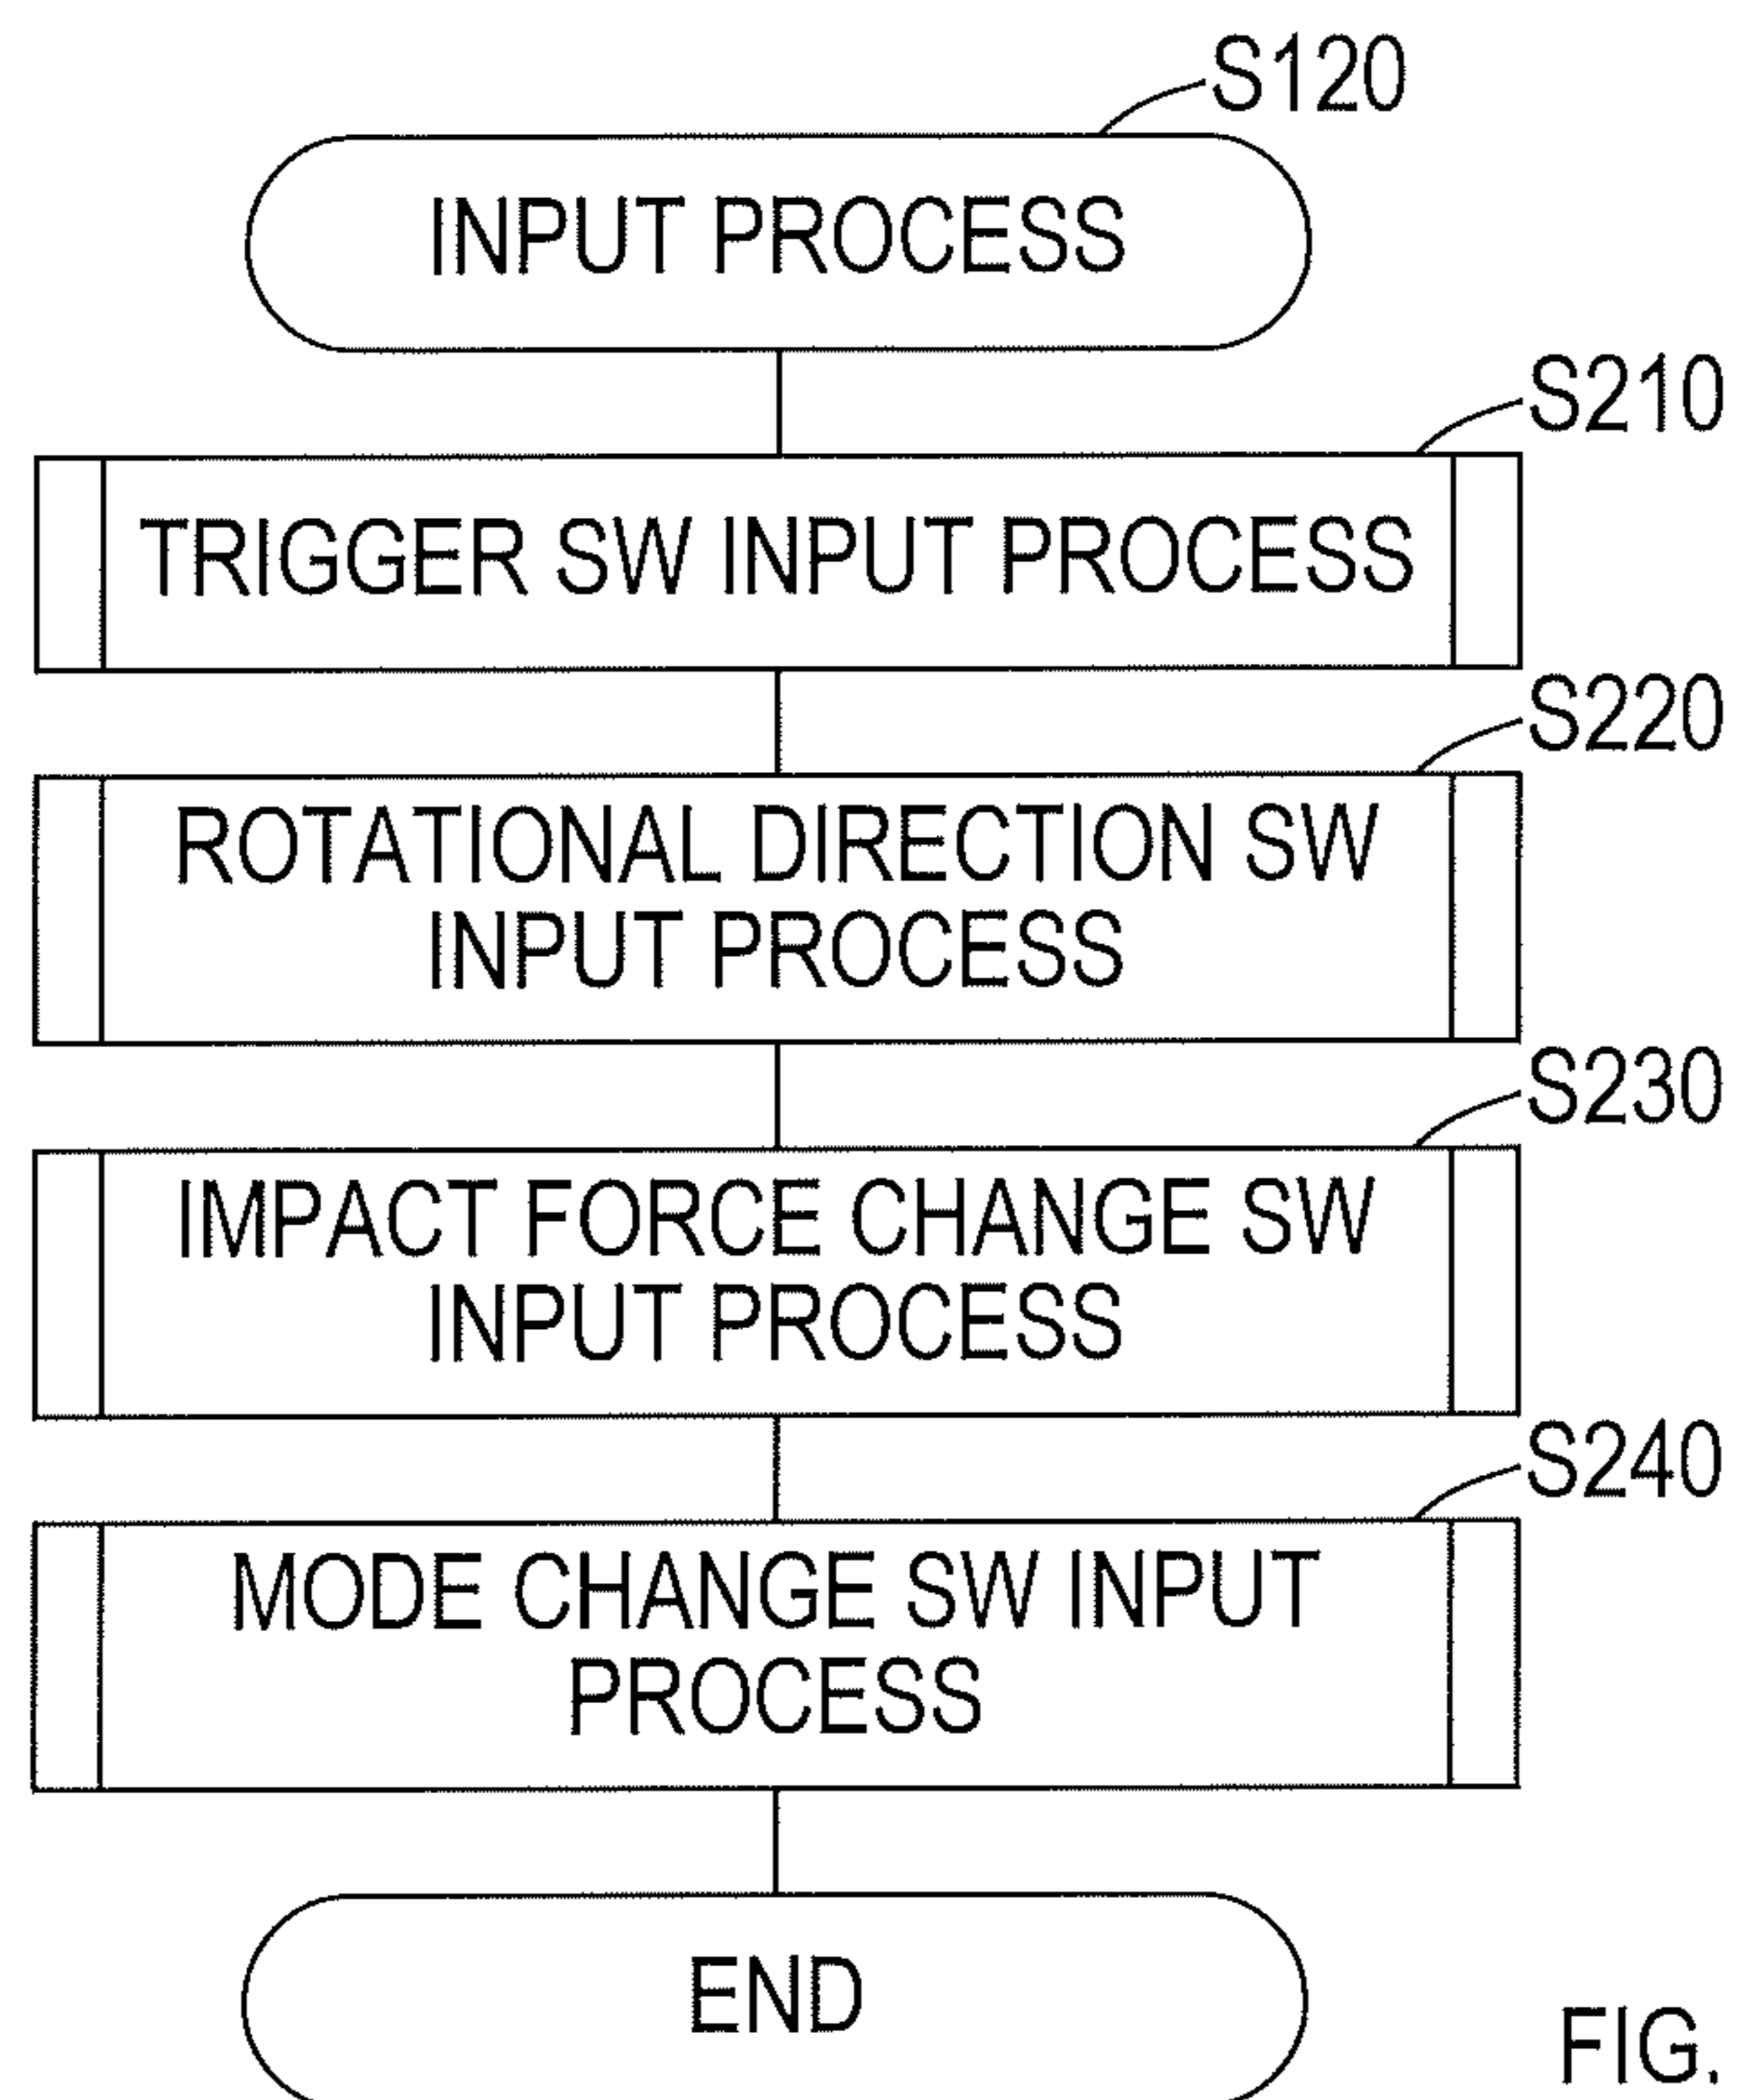 S120
INPUT PROCESS
S210
TRIGGER SW INPUT PROCESS
S220
ROTATIONAL DIRECTION SW
INPUT PROCESS
S230
IMPACT FORCE CHANGE SW
INPUT PROCESS
S240
MODE CHANGE SW INPUT
PROCESS
END
FIG.